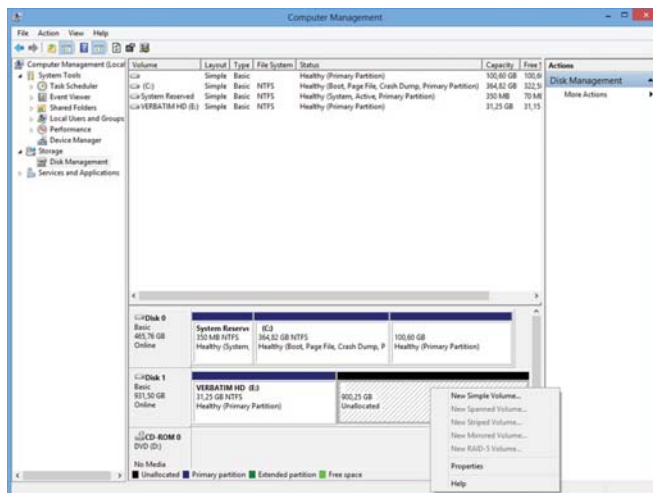 Computer Management
File Action View Help
Computer Management (Local
System Tools
Task Scheduler
Event Viewer
Shared Folders
Local Users and Groups
Performance
Device Manager
Storage
Disk Management
Services and Applications
Volume Layout Type File System Status Capacity Free
Simple Basic Healthy (Primary Partition) 100,60 GB 100,6
(C:) Simple Basic NTFS Healthy (Boot, Page File, Crash Dump, Primary Partition) 364,82 GB 322,5
System Reserved Simple Basic NTFS Healthy (System, Active, Primary Partition) 350 MB 70 M
VERBATIM HD (E:) Simple Basic NTFS Healthy (Primary Partition) 31,25 GB 31,15
Actions
Disk Management
More Actions
Disk 0
Basic
465,76 GB
Online
System Reserve
350 MB NTFS
Healthy (System,
(C:)
364,82 GB NTFS
Healthy (Boot, Page File, Crash Dump, P
100,60 GB
Healthy (Primary Partition)
Disk 1
Basic
931,50 GB
Online
VERBATIM HD (E:)
31,25 GB NTFS
Healthy (Primary Partition)
900,25 GB
Unallocated
CD-ROM 0
DVD (D:)
No Media
New Simple Volume...
New Spanned Volume...
New Striped Volume...
New Mirrored Volume...
New RAID-5 Volume...
Properties
Help
Unallocated Primary partition Extended partition Free space